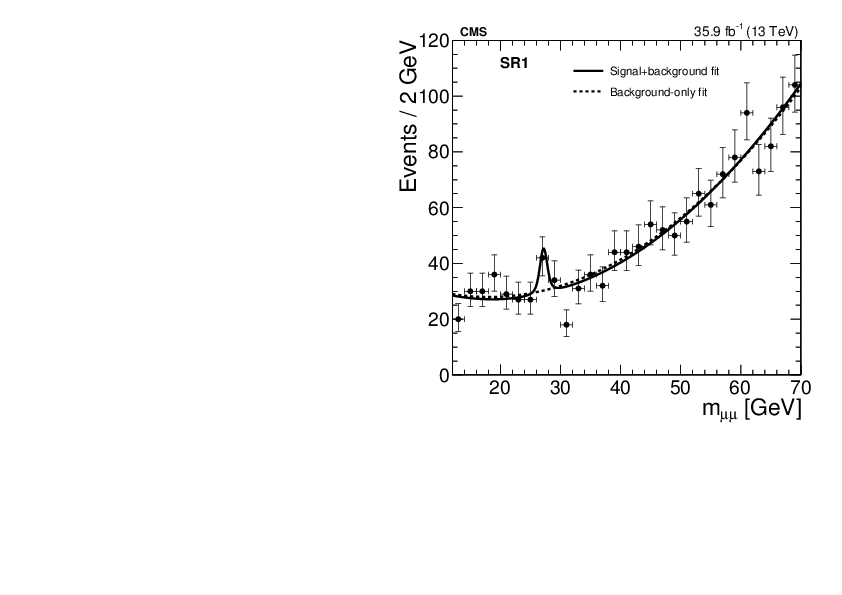 CMS
35.9 fb⁻¹ (13 TeV)
SR1
Signal+background fit
Background-only fit
Events / 2 GeV
120
100
80
60
40
20
0
20 30 40 50 60 70
m_μμ [GeV]